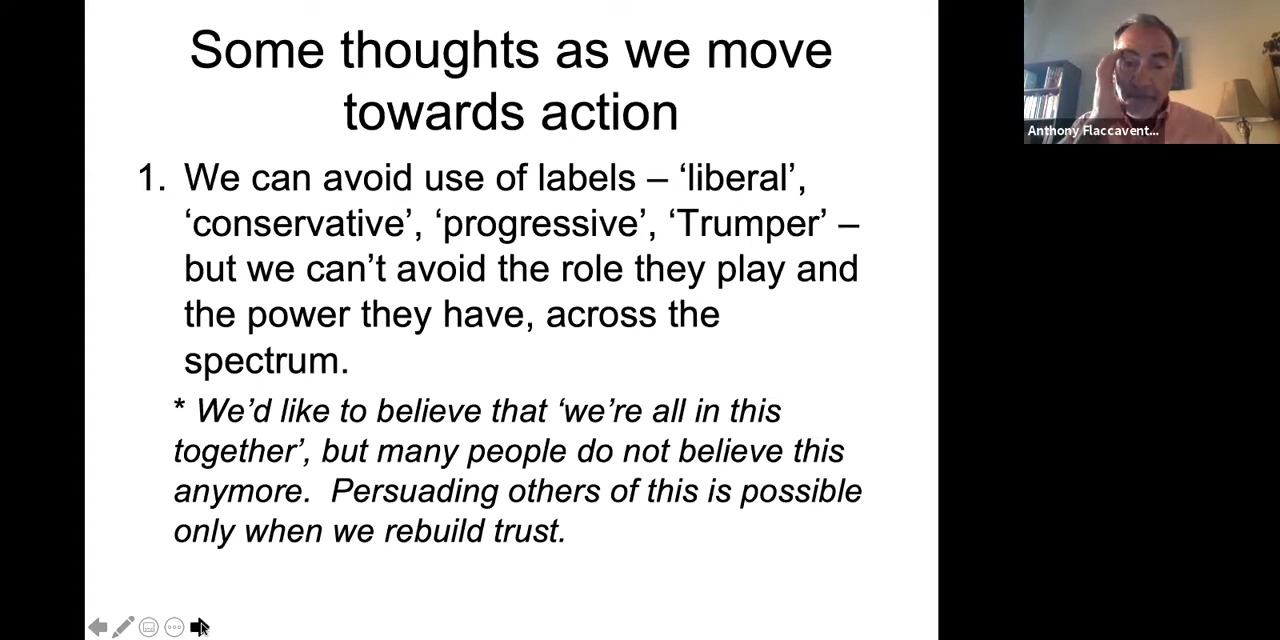 Some thoughts as we move
towards action
1. We can avoid use of labels – ‘liberal’,
‘conservative’, ‘progressive’, ‘Trumper’ –
but we can’t avoid the role they play and
the power they have, across the
spectrum.
* We’d like to believe that ‘we’re all in this
together’, but many people do not believe this
anymore.  Persuading others of this is possible
only when we rebuild trust.
Anthony Flaccavent...